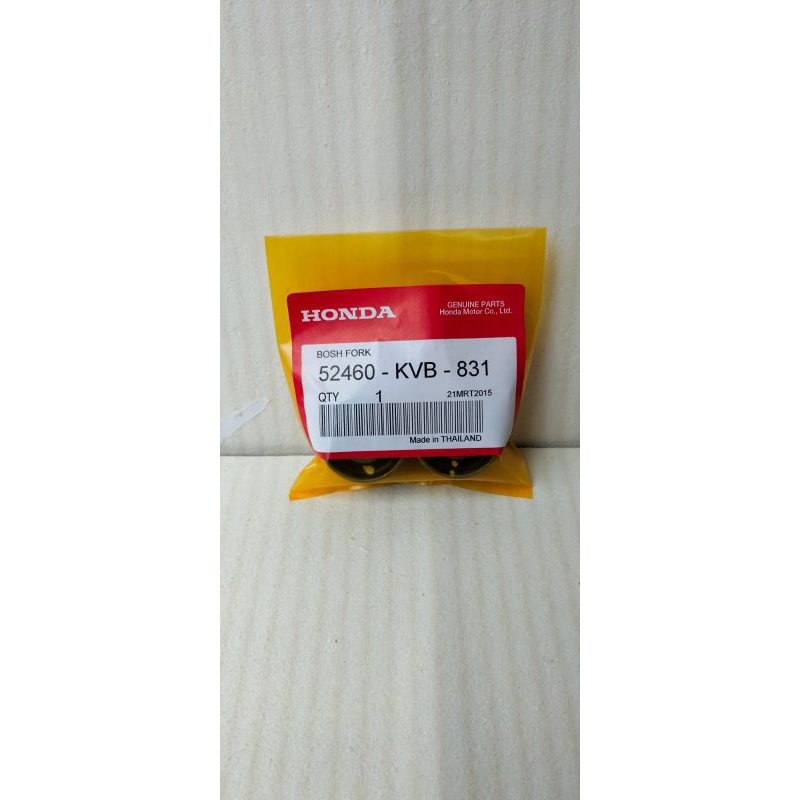 HONDA
GENUINE PARTS
Honda Motor Co., Ltd.
BOSH FORK
52460 - KVB - 831
QTY 1 21MRT2015
Made in THAILAND